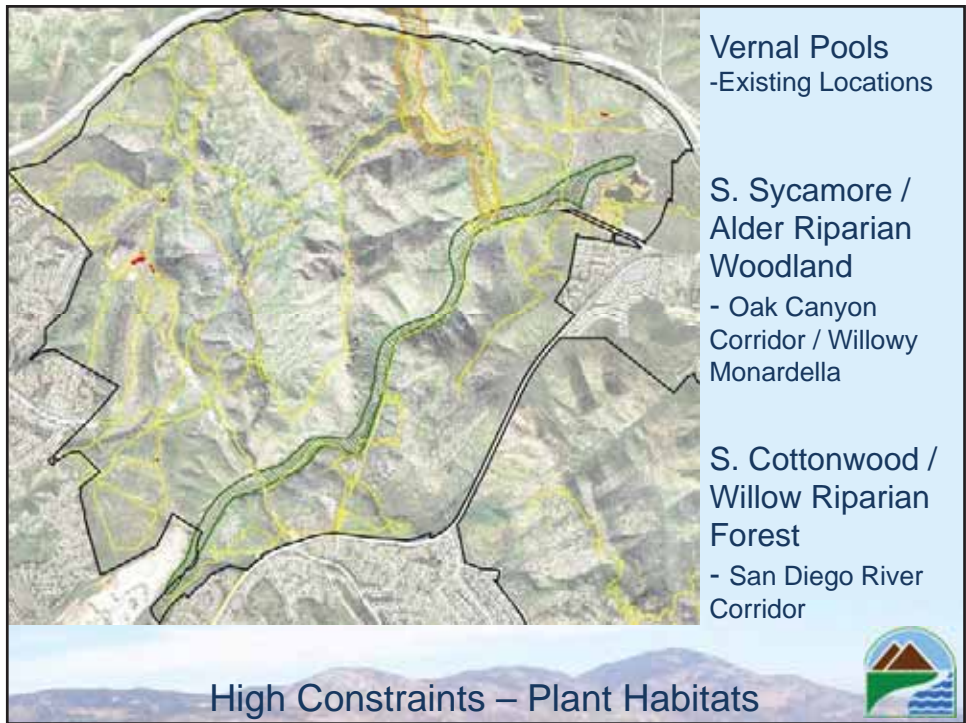 Vernal Pools
-Existing Locations
S. Sycamore /
Alder Riparian
Woodland
- Oak Canyon
Corridor / Willowy
Monardella
S. Cottonwood /
Willow Riparian
Forest
- San Diego River
Corridor
High Constraints – Plant Habitats